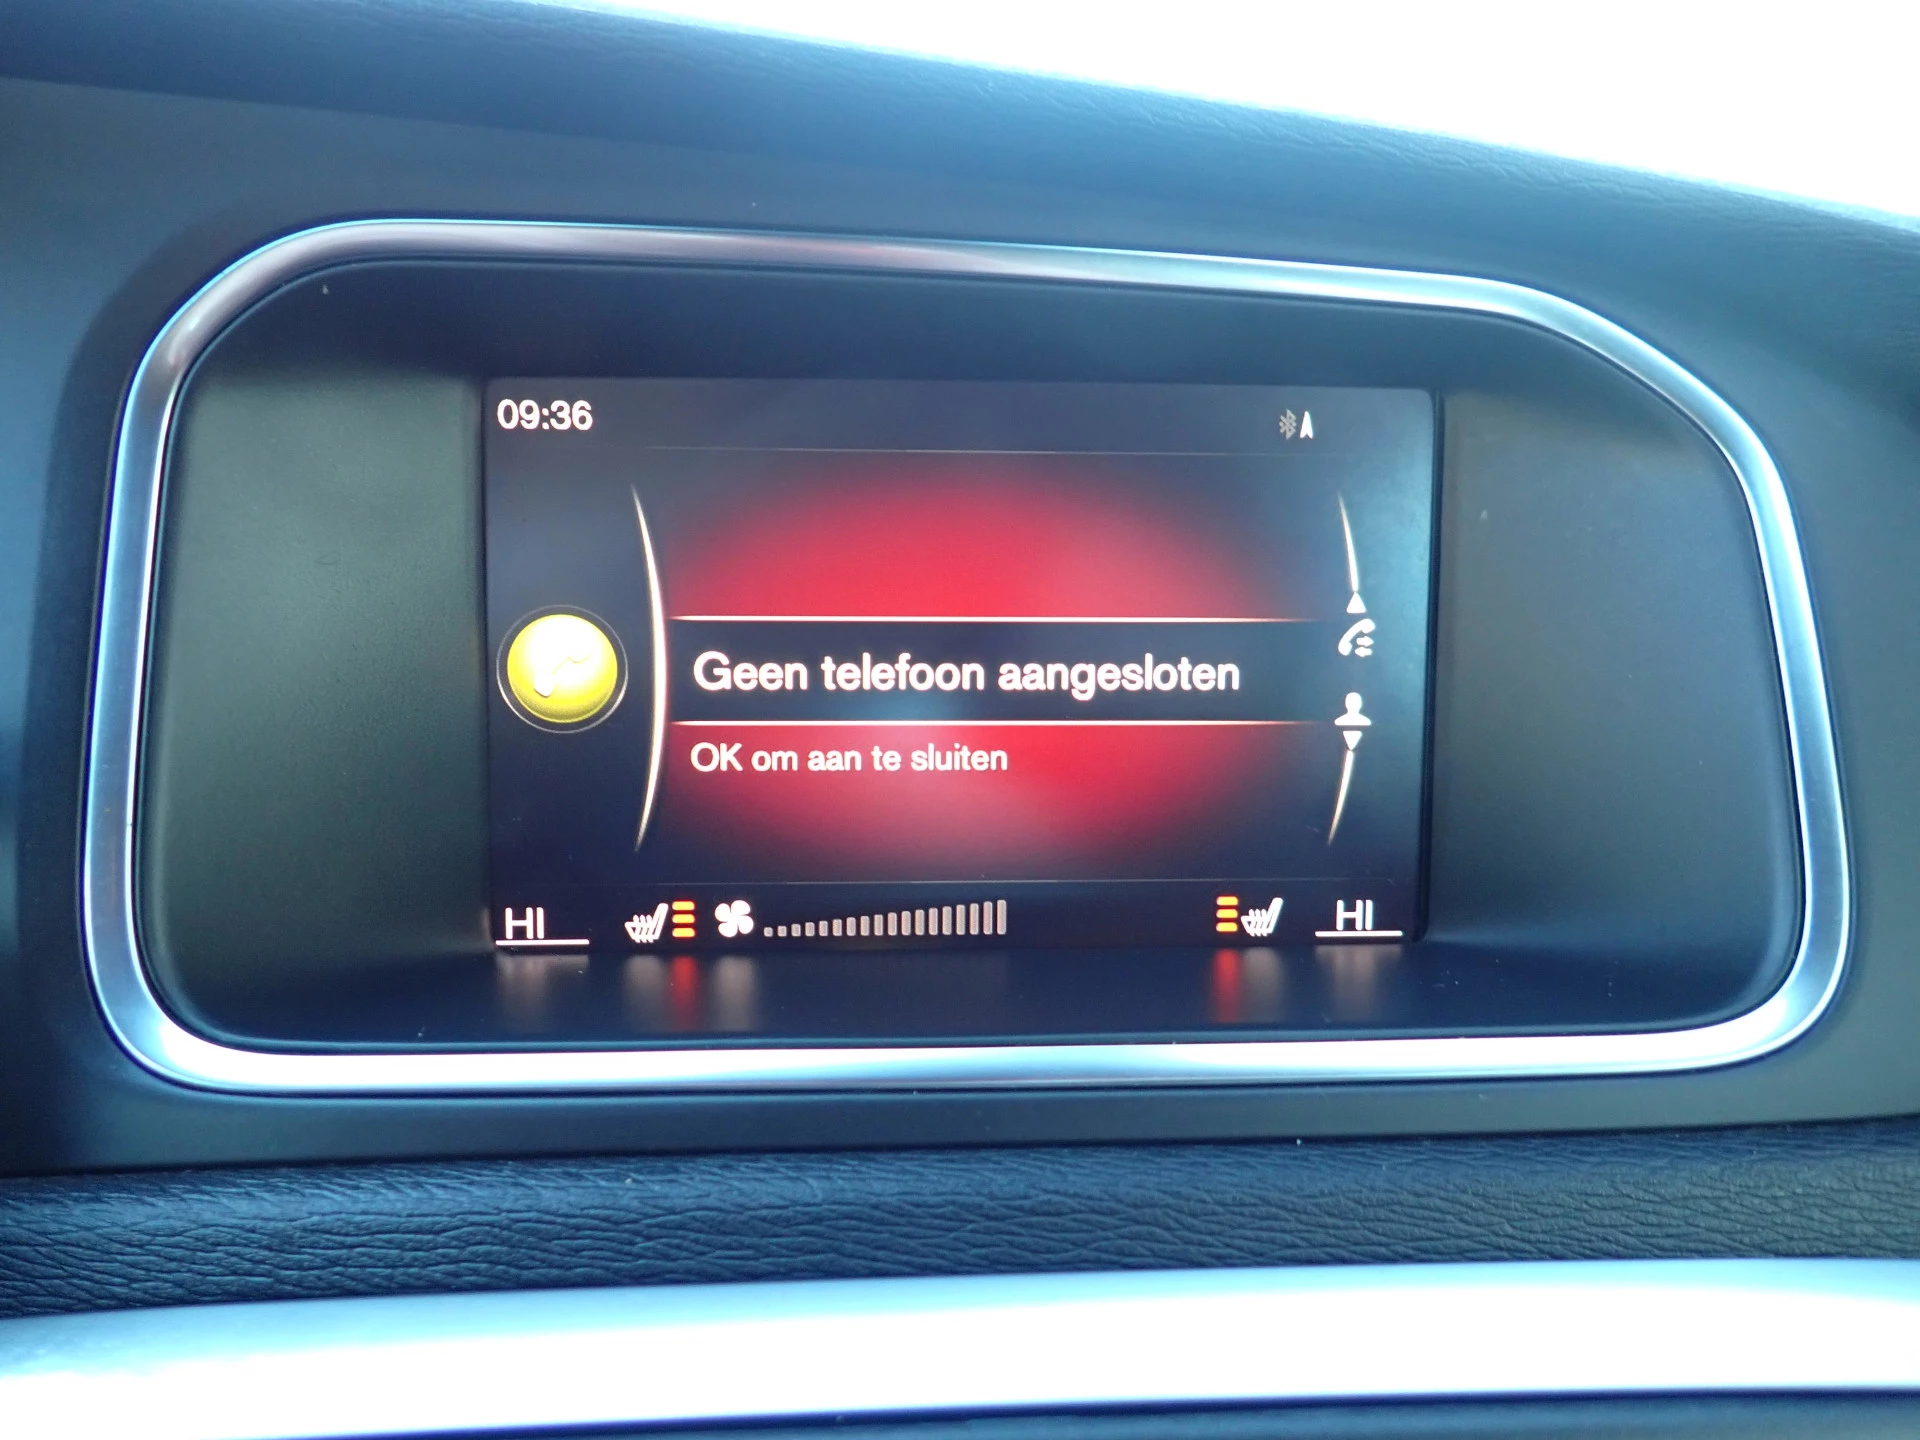 09:36
Geen telefoon aangesloten
OK om aan te sluiten
HI HI